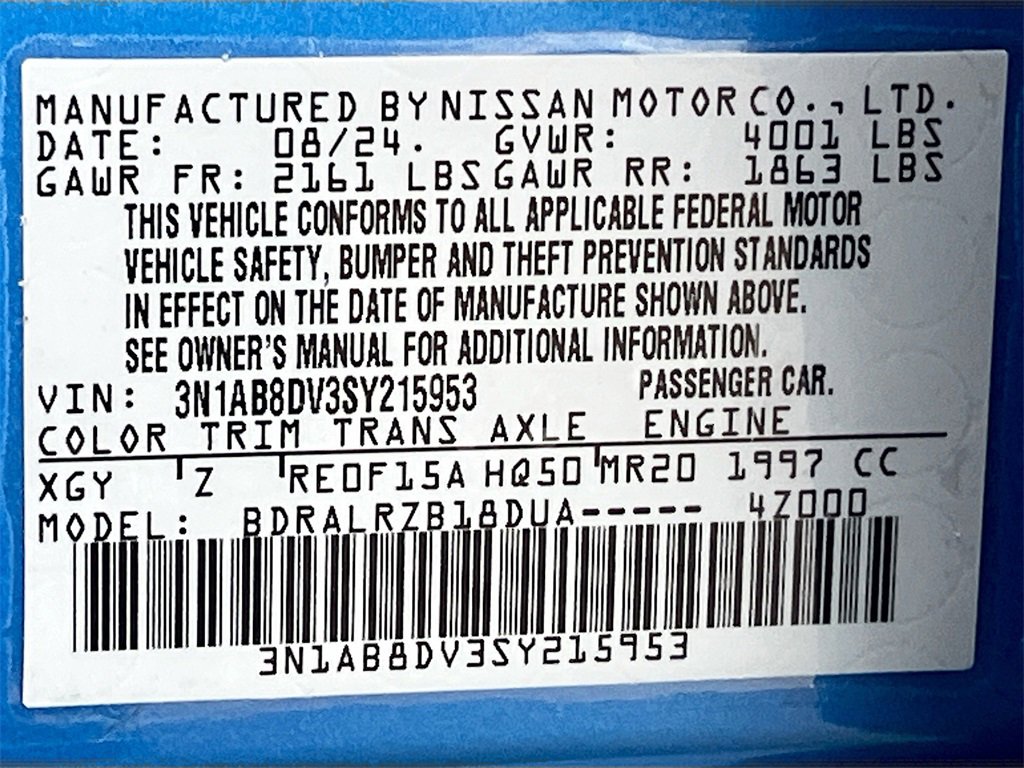 MANUFACTURED BY NISSAN MOTOR CO., LTD.
DATE: 08/24. GVWR: 4001 LBS
GAWR FR: 2161 LBS GAWR RR: 1863 LBS
THIS VEHICLE CONFORMS TO ALL APPLICABLE FEDERAL MOTOR
VEHICLE SAFETY, BUMPER AND THEFT PREVENTION STANDARDS
IN EFFECT ON THE DATE OF MANUFACTURE SHOWN ABOVE.
SEE OWNER'S MANUAL FOR ADDITIONAL INFORMATION.
VIN: 3N1AB8DV3SY215953 PASSENGER CAR.
COLOR TRIM TRANS AXLE ENGINE
XGY Z RE0F15A HQ50 MR20 1997 CC
MODEL: BDRALRZB18DUA----- 4Z000
3N1AB8DV3SY215953